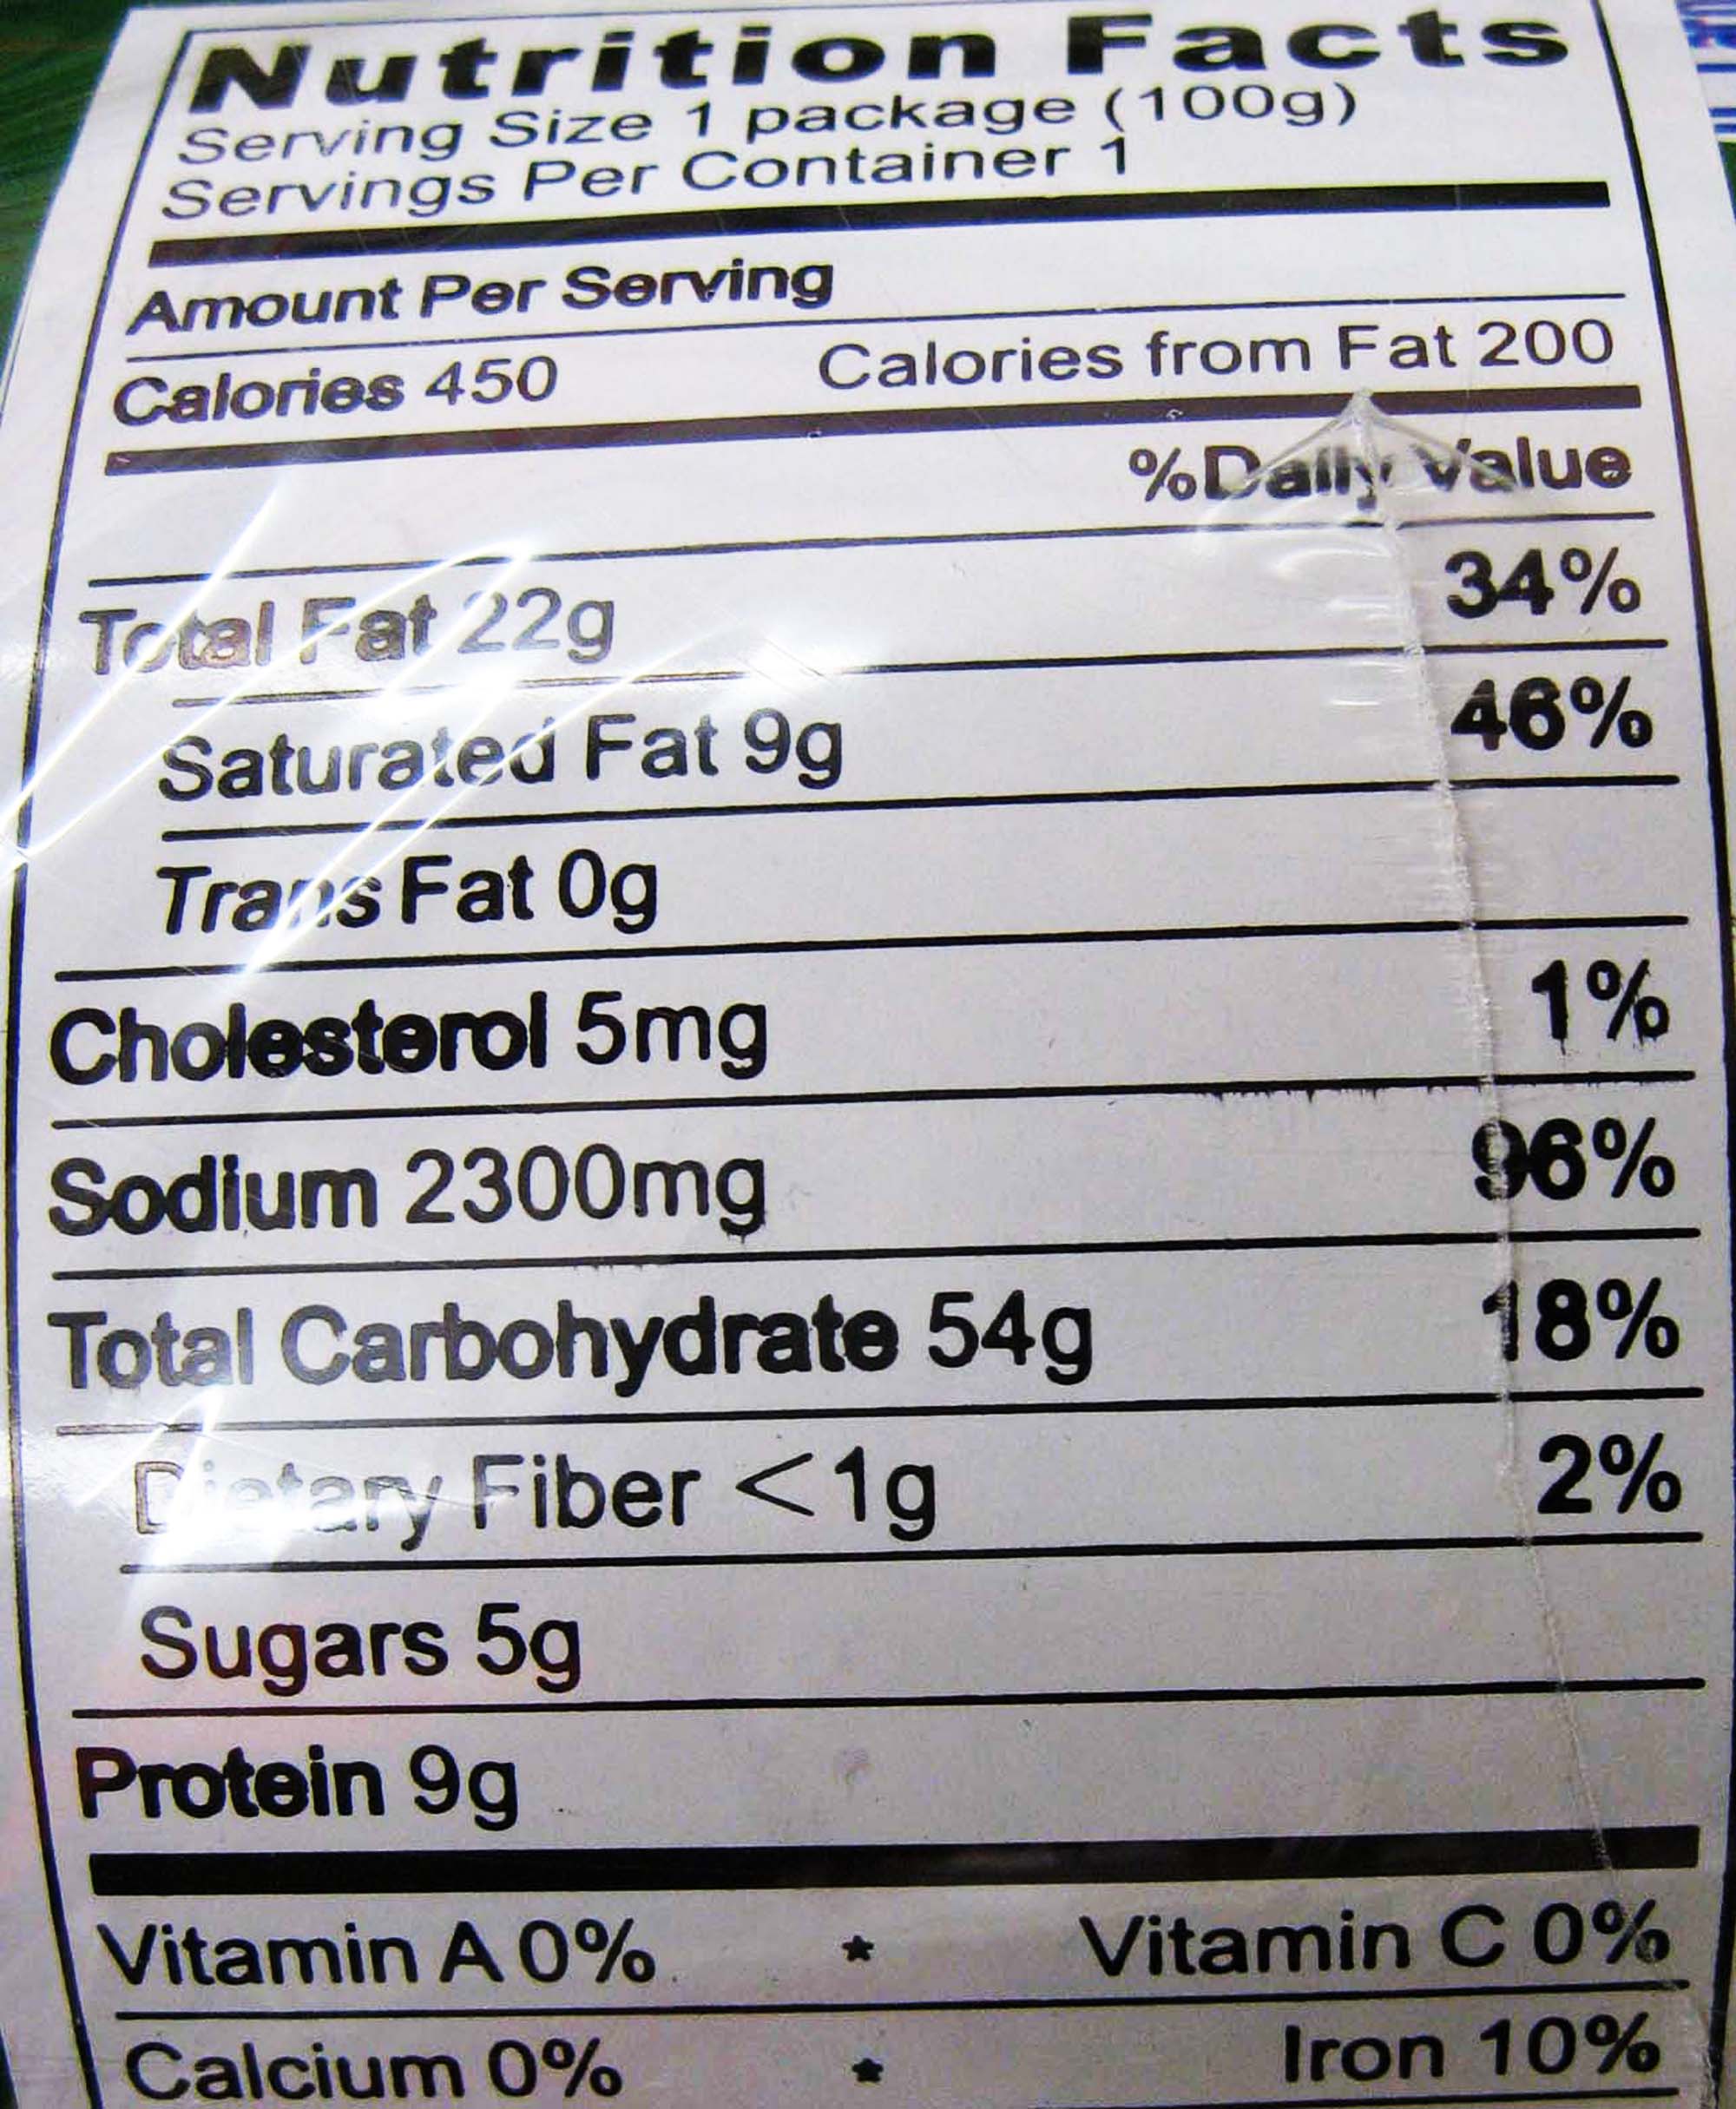 Nutrition Facts
Serving Size 1 package (100g)
Servings Per Container 1
Amount Per Serving
Calories 450 Calories from Fat 200
%Daily Value
Total Fat 22g 34%
Saturated Fat 9g 46%
Trans Fat 0g
Cholesterol 5mg 1%
Sodium 2300mg 96%
Total Carbohydrate 54g 18%
Dietary Fiber <1g 2%
Sugars 5g
Protein 9g
Vitamin A 0% * Vitamin C 0%
Calcium 0% * Iron 10%